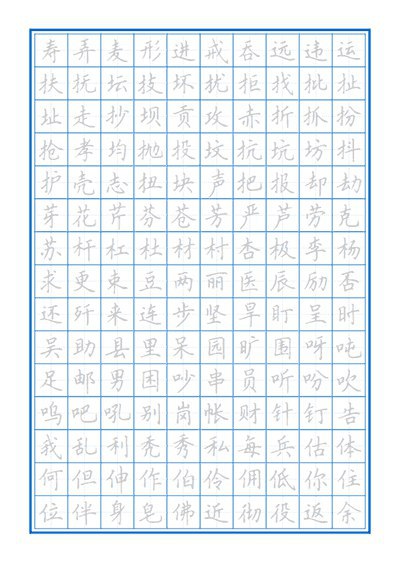 寿弄麦形进戒吞远违运
扶抚坛技坏扰拒找批扯
址走抄坝贡攻赤折抓扮
抢孝均抛投坟抗坑坊抖
护壳志扭块声把报却劫
芽花芹芬苍芳严芦劳克
苏杆杠杜材村杏极李杨
求更束豆两丽医辰励否
还歼来连步坚旱盯呈时
吴助县里呆园旷围呀吨
足邮男困吵串员听吩吹
呜吧吼别岗帐财针钉告
我乱利秃秀私每兵估体
何但伸作伯伶佣低你住
位伴身皂佛近彻役返余